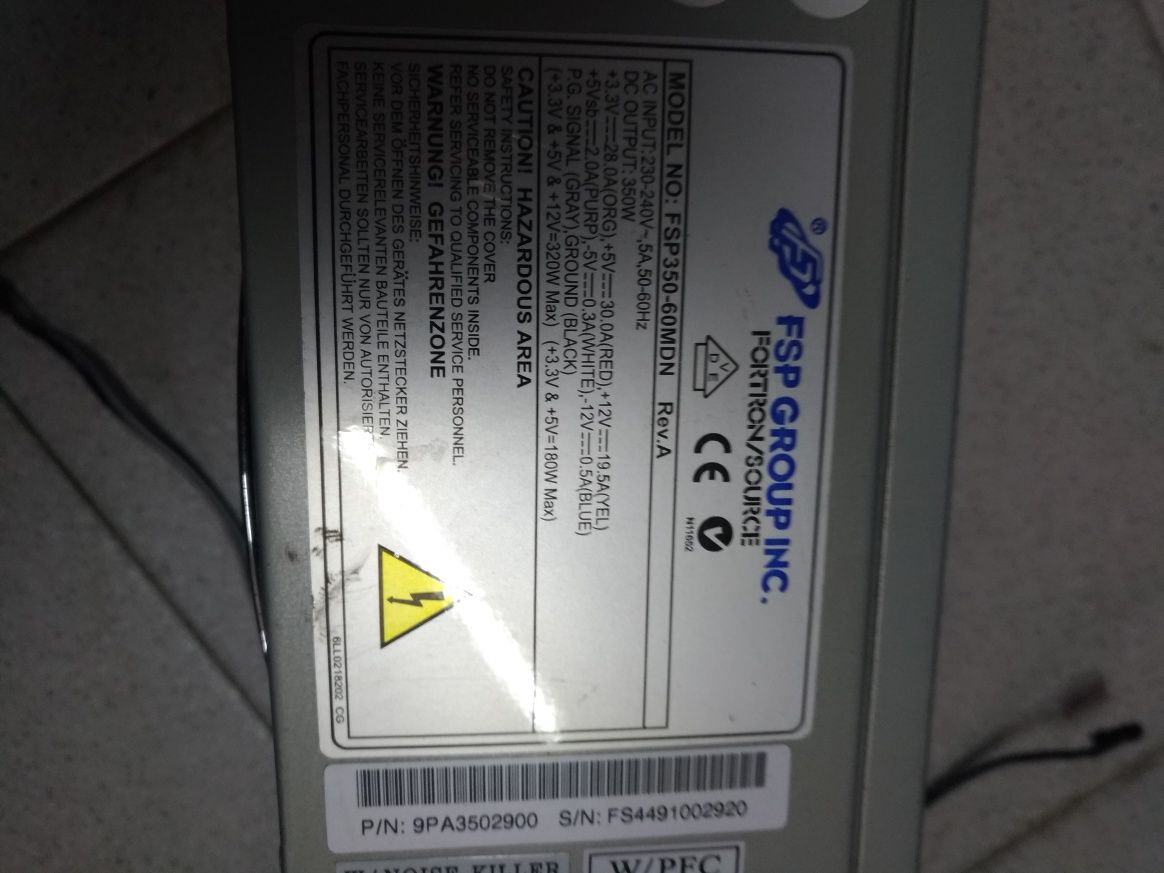 ® FSP GROUP INC.
FORTRON/SOURCE
DVE CE N11662
MODEL NO: FSP350-60MDN Rev.A
AC INPUT: 230-240V~,5A,50-60Hz
DC OUTPUT: 350W
+3.3V⎓28.0A(ORG),+5V⎓30.0A(RED),+12V⎓19.5A(YEL)
+5Vsb⎓2.0A(PURP),-5V⎓0.3A(WHITE),-12V⎓0.5A(BLUE)
P.G. SIGNAL (GRAY),GROUND (BLACK)
(+3.3V & +5V & +12V=320W Max) (+3.3V & +5V=180W Max)
CAUTION! HAZARDOUS AREA
SAFETY INSTRUCTIONS:
DO NOT REMOVE THE COVER
NO SERVICEABLE COMPONENTS INSIDE.
REFER SERVICING TO QUALIFIED SERVICE PERSONNEL.
WARNUNG! GEFAHRENZONE
SICHERHEITSHINWEISE:
VOR DEM ÖFFNEN DES GERÄTES NETZSTECKER ZIEHEN.
KEINE SERVICERELEVANTEN BAUTEILE ENTHALTEN.
SERVICEARBEITEN SOLLTEN NUR VON
FACHPERSONAL DURCHGEFÜHRT WERDEN.
6LL0218202 CG
P/N: 9PA3502900 S/N: FS4491002920
NOISE KILLER
W/PFC